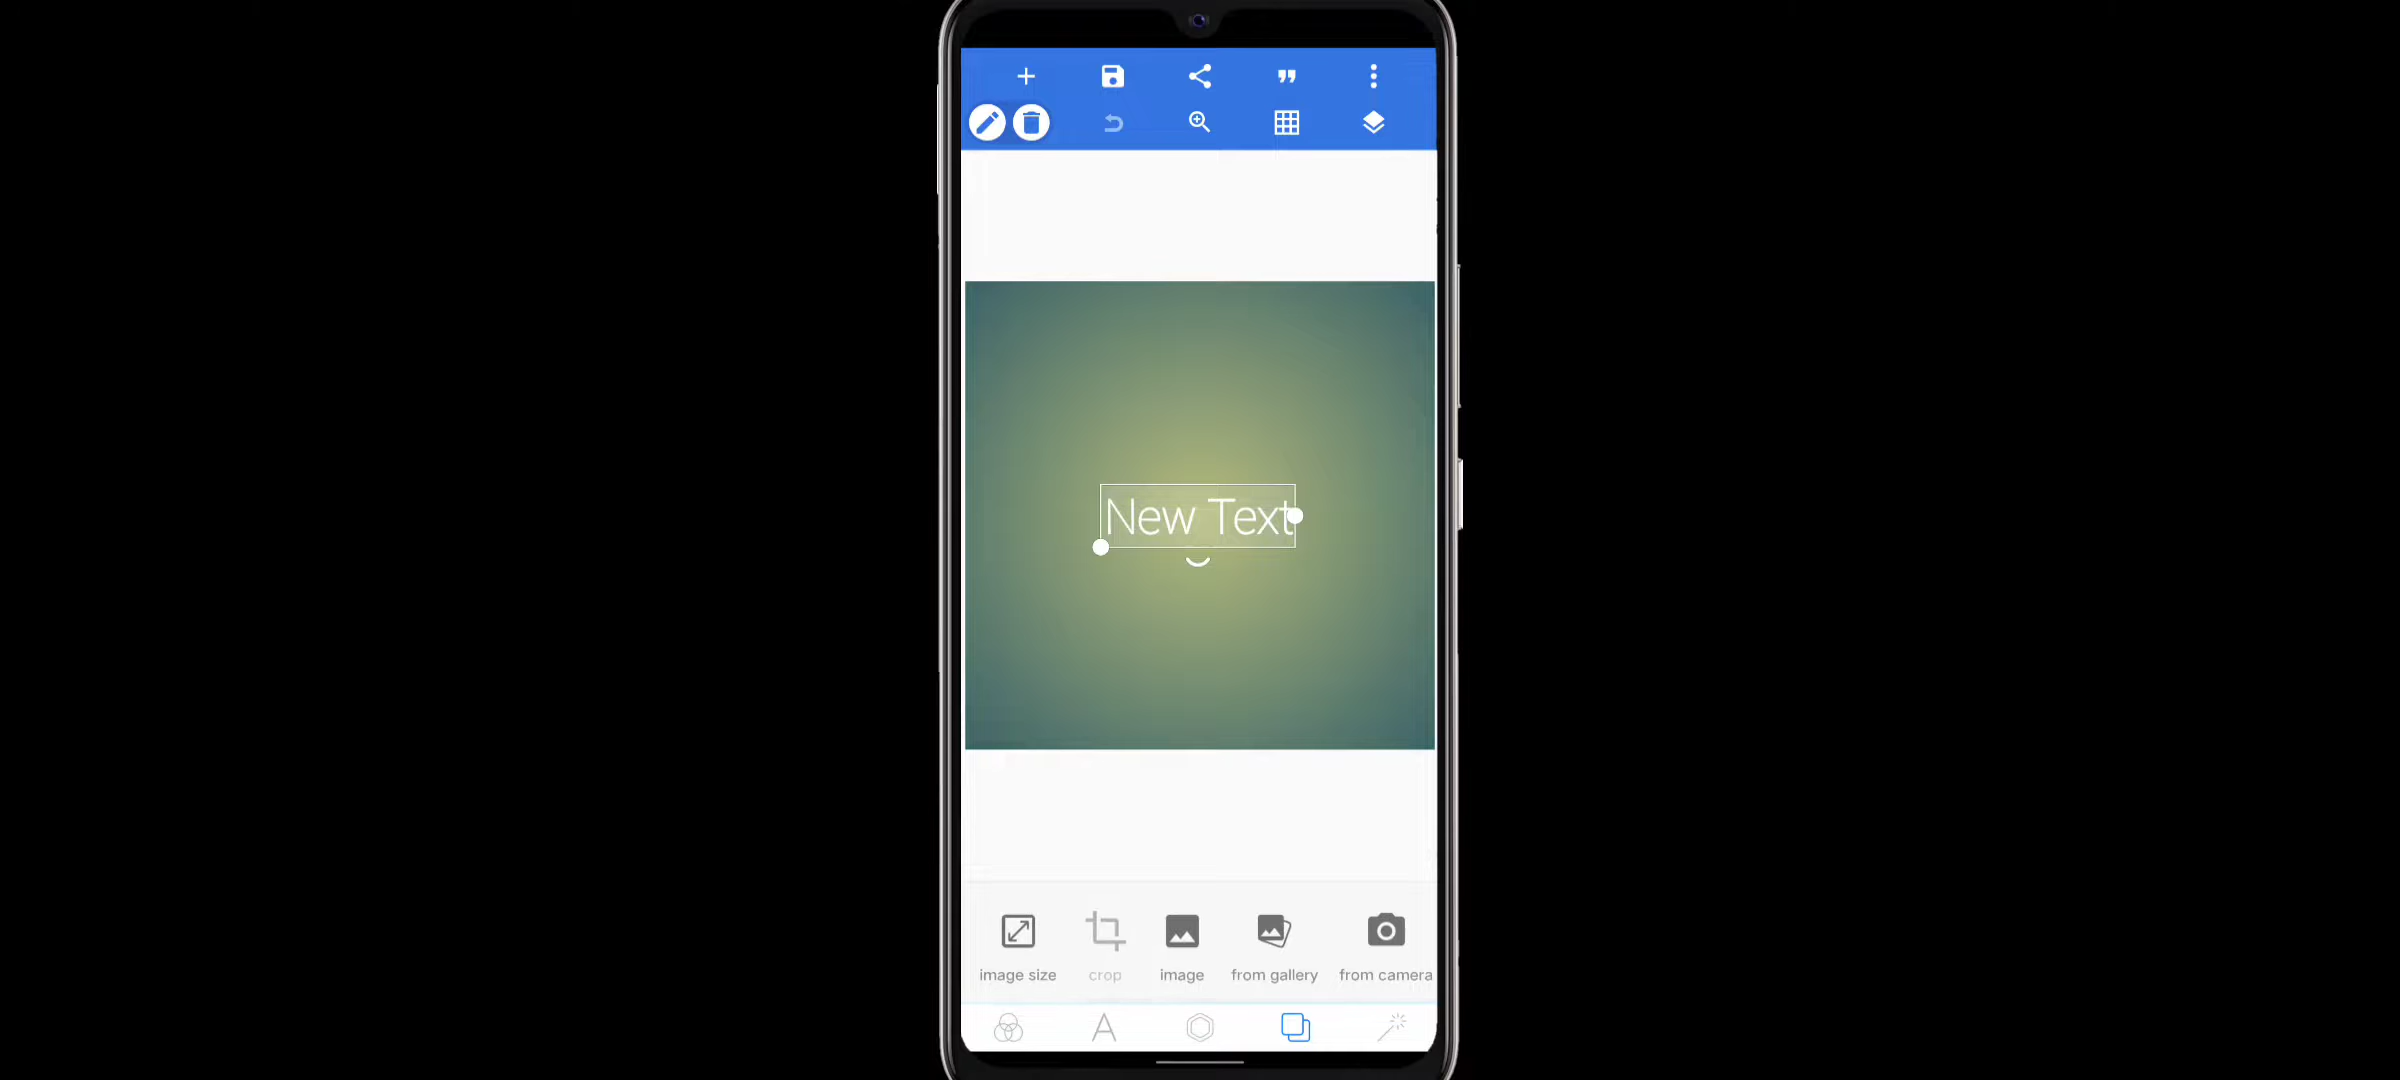 New Text
image size
crop
image
from gallery
from camera